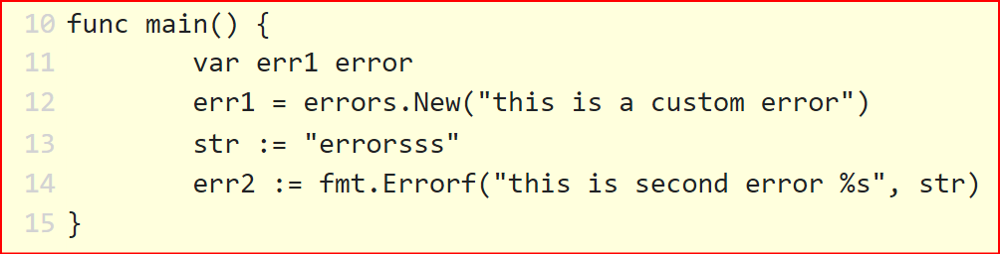 10 func main() {
11         var err1 error
12         err1 = errors.New("this is a custom error")
13         str := "errorsss"
14         err2 := fmt.Errorf("this is second error %s", str)
15 }